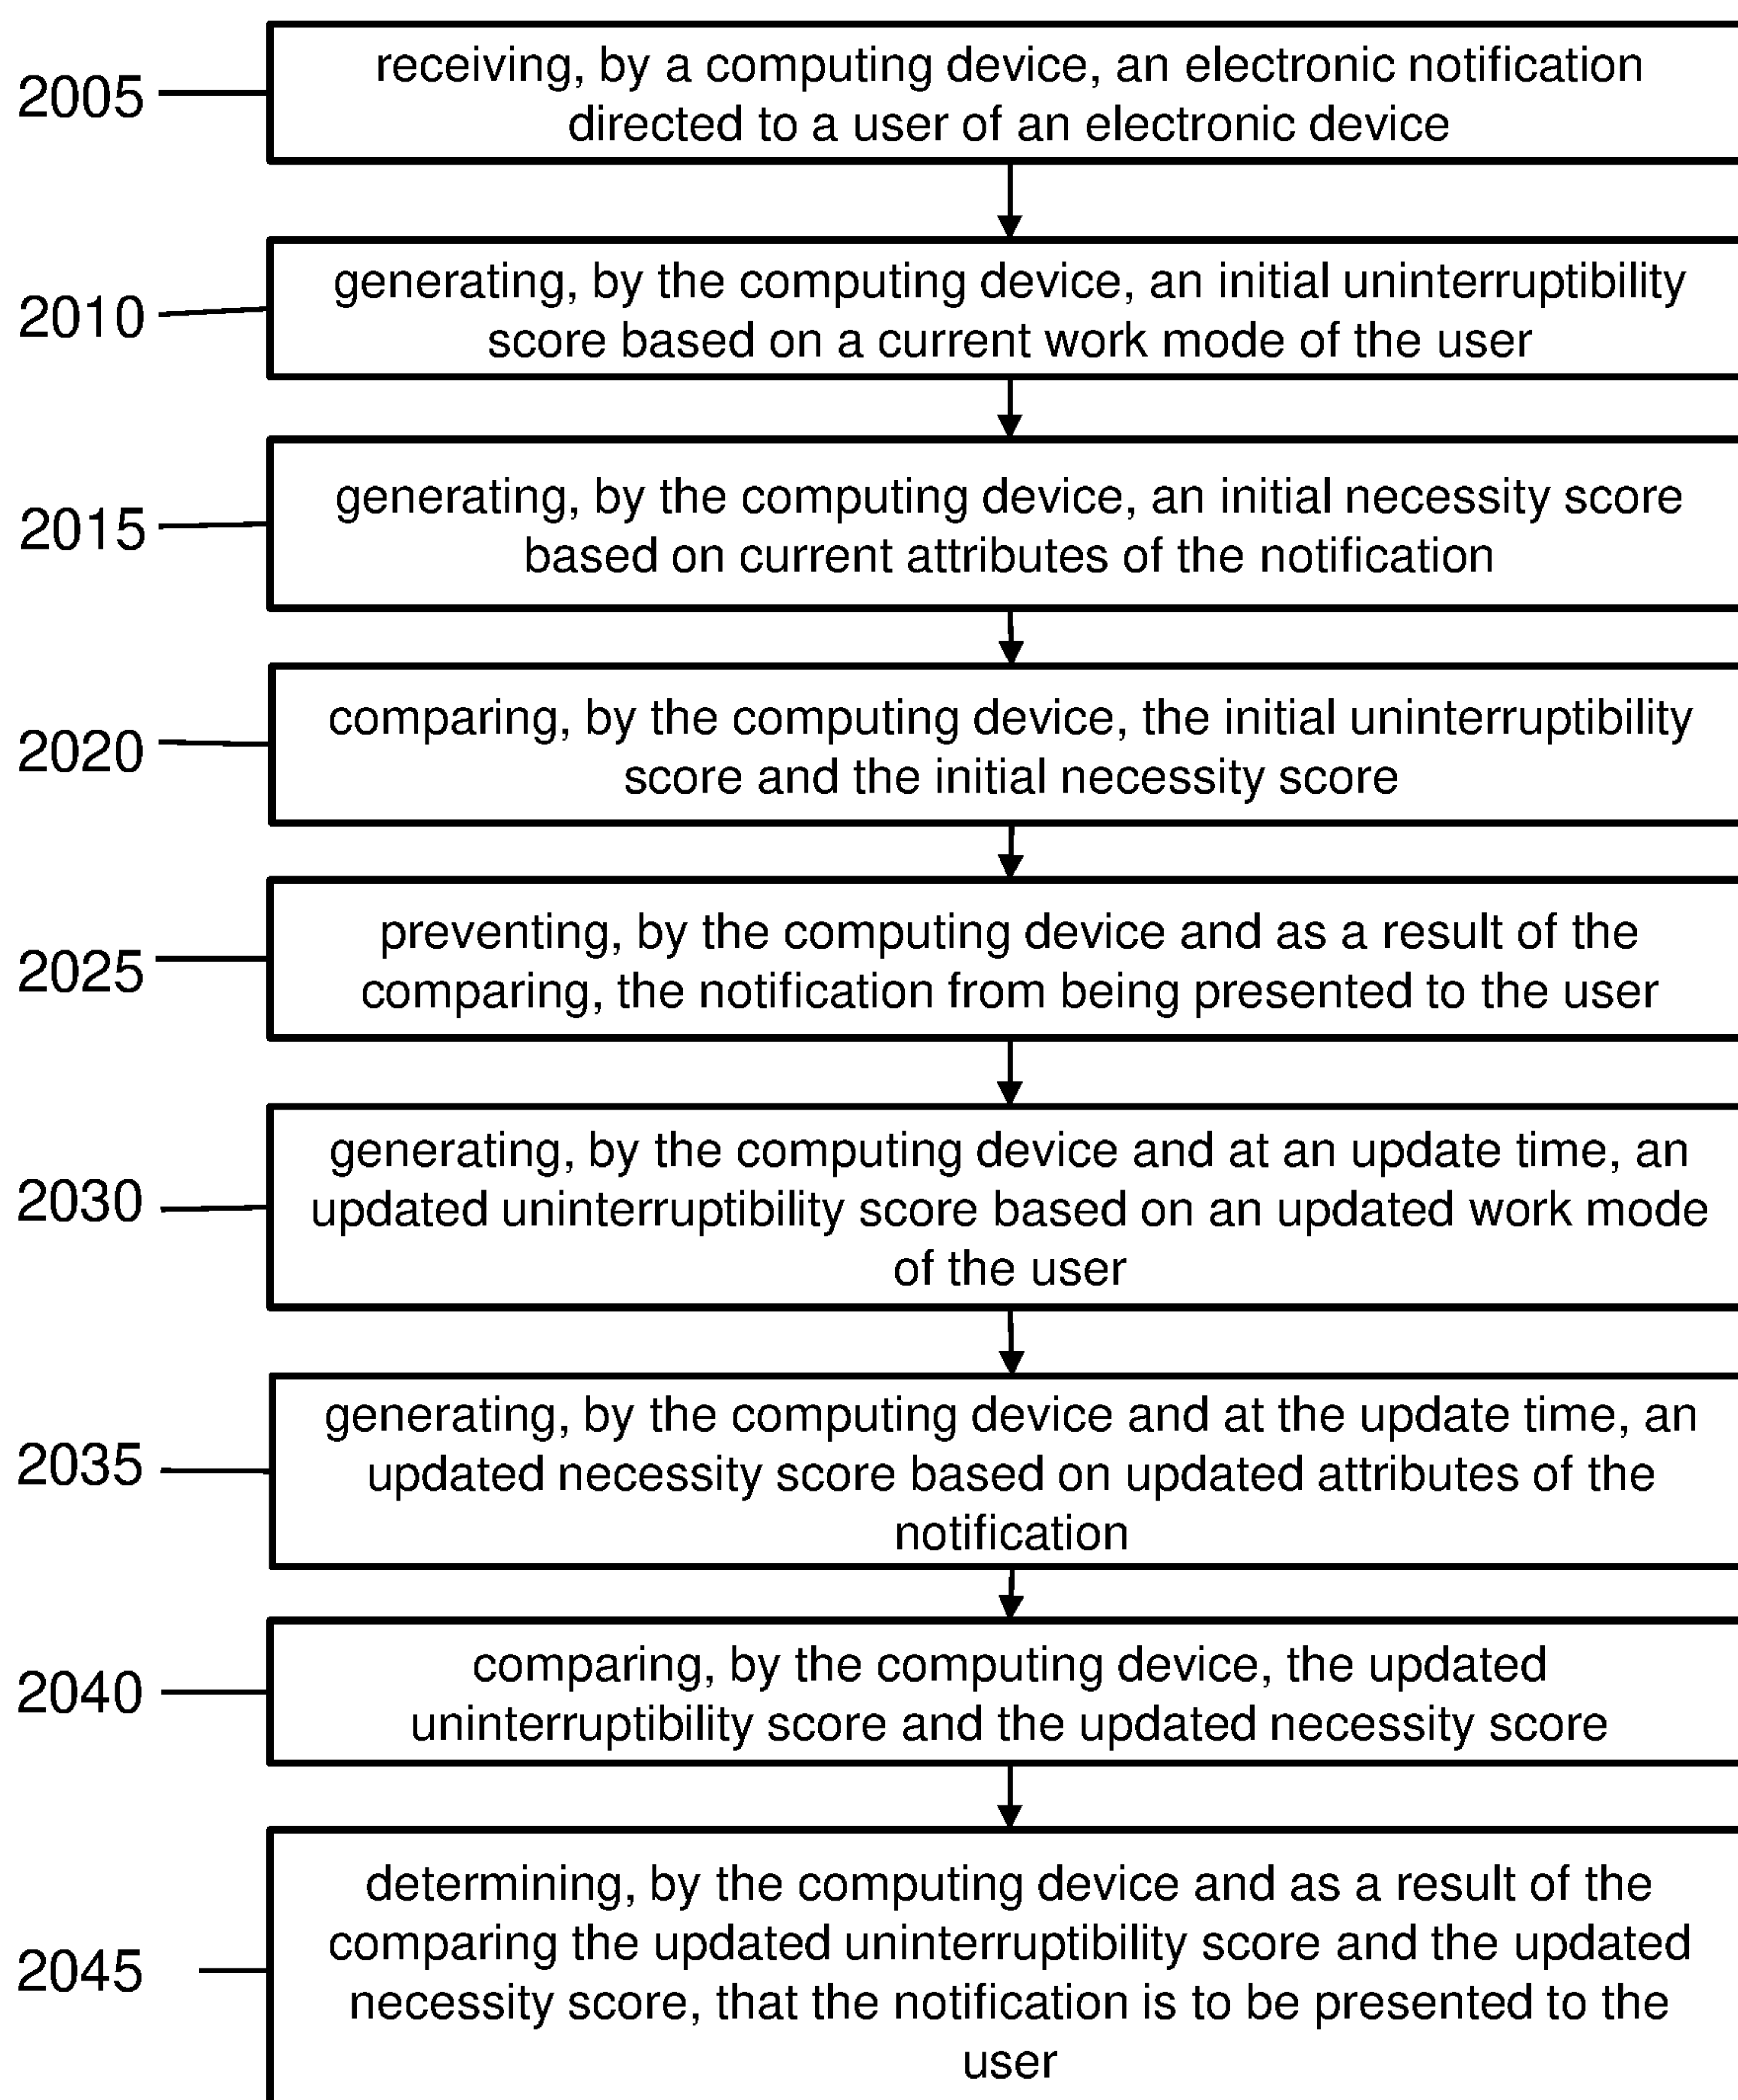 2005
receiving, by a computing device, an electronic notification
directed to a user of an electronic device
2010
generating, by the computing device, an initial uninterruptibility
score based on a current work mode of the user
2015
generating, by the computing device, an initial necessity score
based on current attributes of the notification
2020
comparing, by the computing device, the initial uninterruptibility
score and the initial necessity score
2025
preventing, by the computing device and as a result of the
comparing, the notification from being presented to the user
2030
generating, by the computing device and at an update time, an
updated uninterruptibility score based on an updated work mode
of the user
2035
generating, by the computing device and at the update time, an
updated necessity score based on updated attributes of the
notification
2040
comparing, by the computing device, the updated
uninterruptibility score and the updated necessity score
2045
determining, by the computing device and as a result of the
comparing the updated uninterruptibility score and the updated
necessity score, that the notification is to be presented to the
user